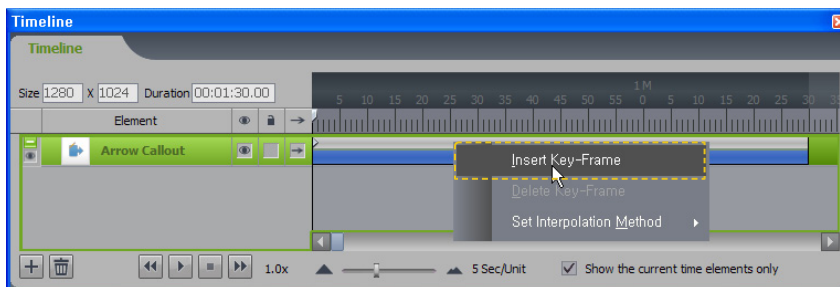 Timeline
Timeline
Size 1280 X 1024 Duration 00:01:30.00
1M
5 10 15 20 25 30 35 40 45 50 55 0 5 10 15 20 25 30 35
Element
Arrow Callout
Insert Key-Frame
Delete Key-Frame
Set Interpolation Method
1.0x 5 Sec/Unit Show the current time elements only